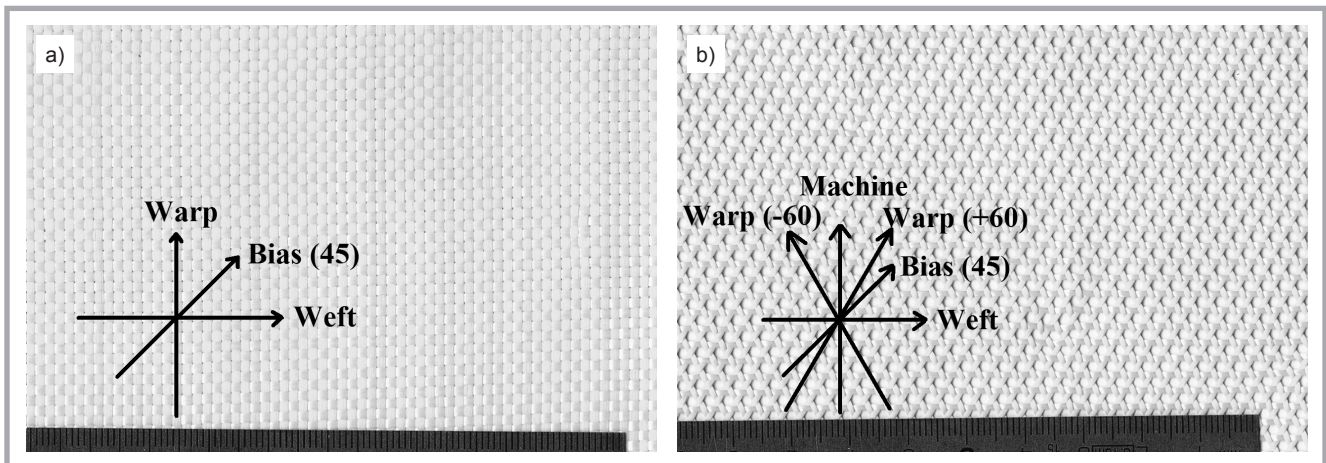 a)
Warp
Bias (45)
Weft
b)
Machine
Warp (-60) Warp (+60)
Bias (45)
Weft